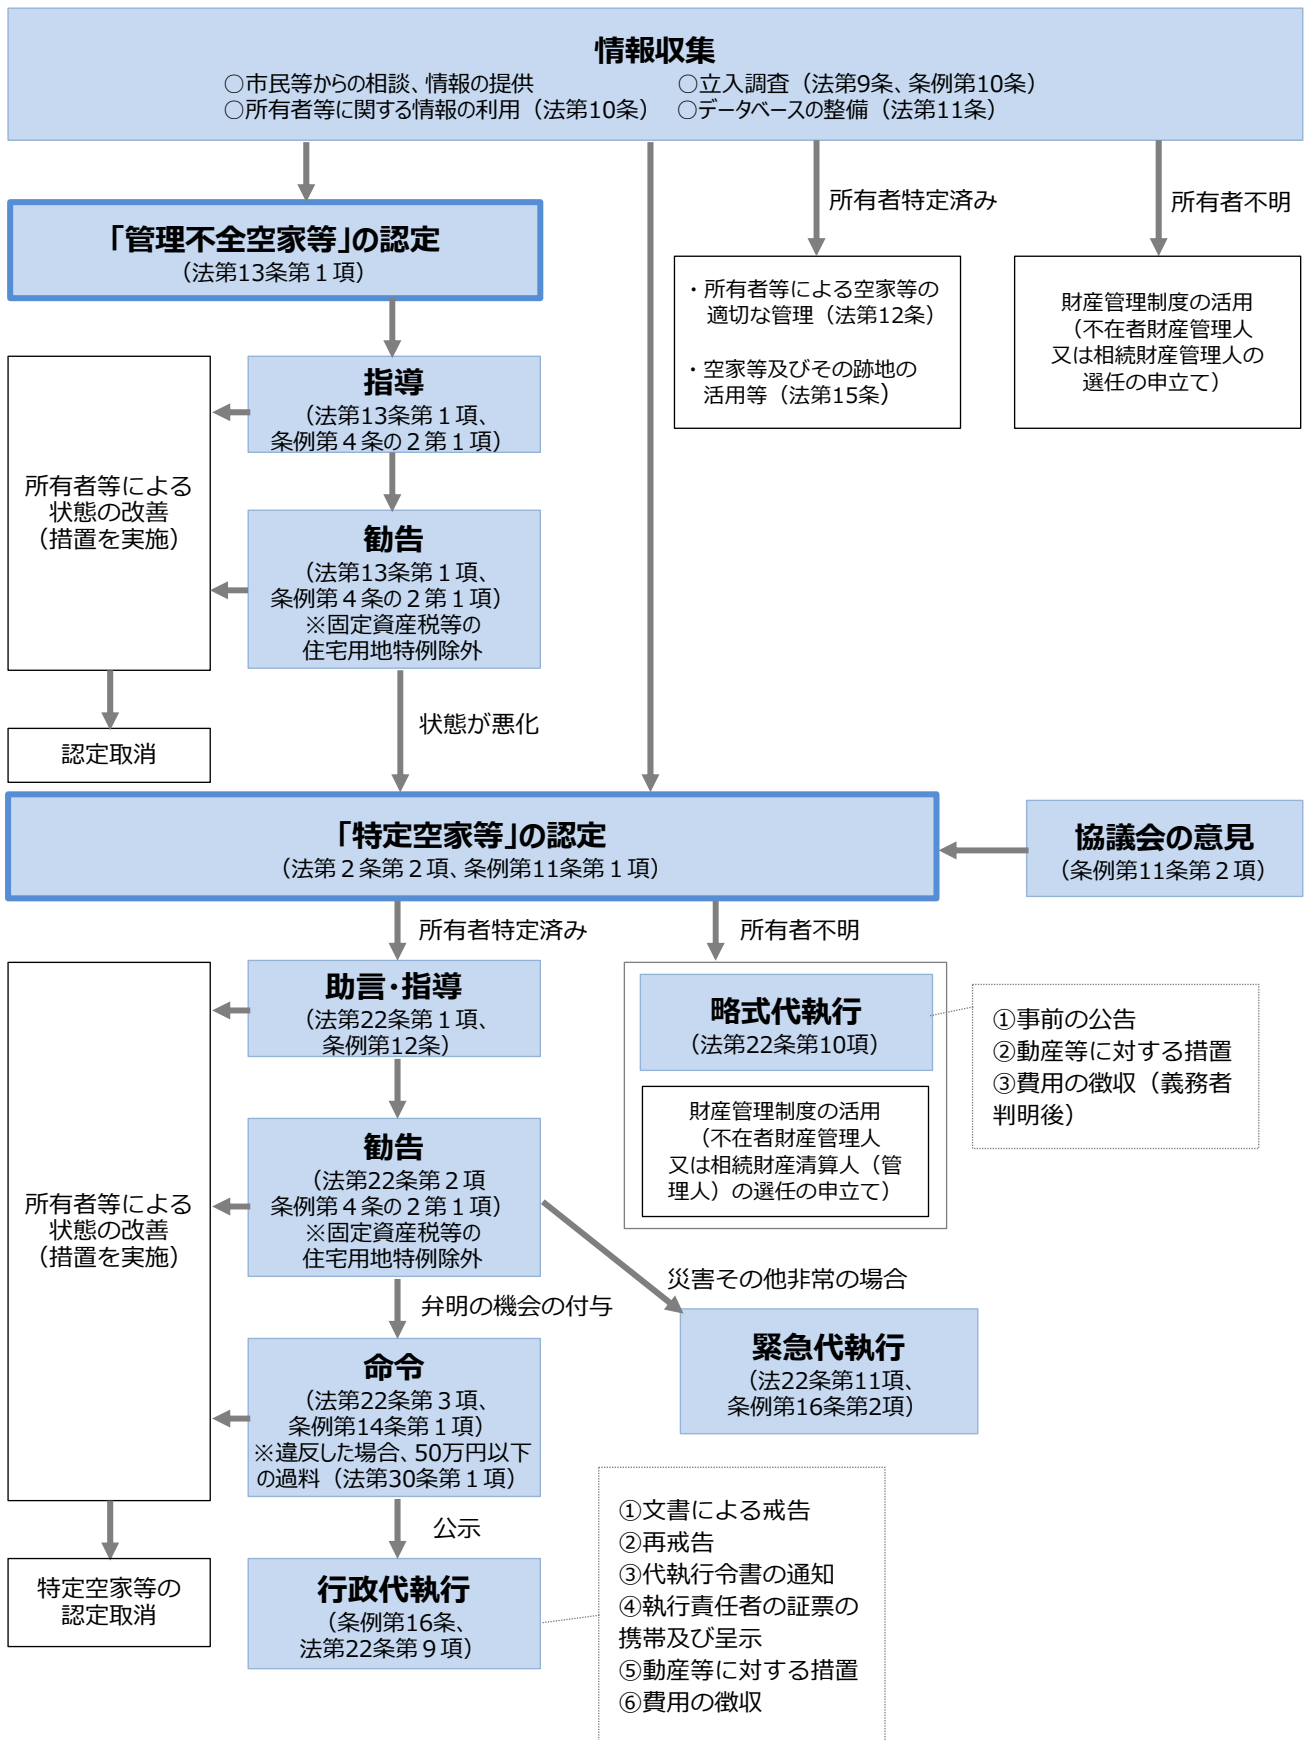 情報収集
○市民等からの相談、情報の提供
○立入調査（法第9条、条例第10条）
○所有者等に関する情報の利用（法第10条）
○データベースの整備（法第11条）
所有者特定済み
所有者不明
「管理不全空家等」の認定
（法第13条第１項）
・所有者等による空家等の
適切な管理（法第12条）
・空家等及びその跡地の
活用等（法第15条）
財産管理制度の活用
（不在者財産管理人
又は相続財産管理人の
選任の申立て）
指導
（法第13条第１項、
条例第４条の２第１項）
所有者等による
状態の改善
（措置を実施）
勧告
（法第13条第１項、
条例第４条の２第１項）
※固定資産税等の
住宅用地特例除外
状態が悪化
認定取消
「特定空家等」の認定
（法第２条第２項、条例第11条第１項）
協議会の意見
（条例第11条第２項）
所有者特定済み
所有者不明
助言・指導
（法第22条第１項、
条例第12条）
略式代執行
（法第22条第10項）
①事前の公告
②動産等に対する措置
③費用の徴収（義務者
判明後）
財産管理制度の活用
（不在者財産管理人
又は相続財産清算人（管
理人）の選任の申立て）
勧告
（法第22条第２項
条例第４条の２第１項）
※固定資産税等の
住宅用地特例除外
所有者等による
状態の改善
（措置を実施）
災害その他非常の場合
弁明の機会の付与
緊急代執行
（法22条第11項、
条例第16条第2項）
命令
（法第22条第３項、
条例第14条第１項）
※違反した場合、50万円以下
の過料（法第30条第１項）
公示
特定空家等の
認定取消
行政代執行
（条例第16条、
法第22条第９項）
①文書による戒告
②再戒告
③代執行令書の通知
④執行責任者の証票の
携帯及び呈示
⑤動産等に対する措置
⑥費用の徴収